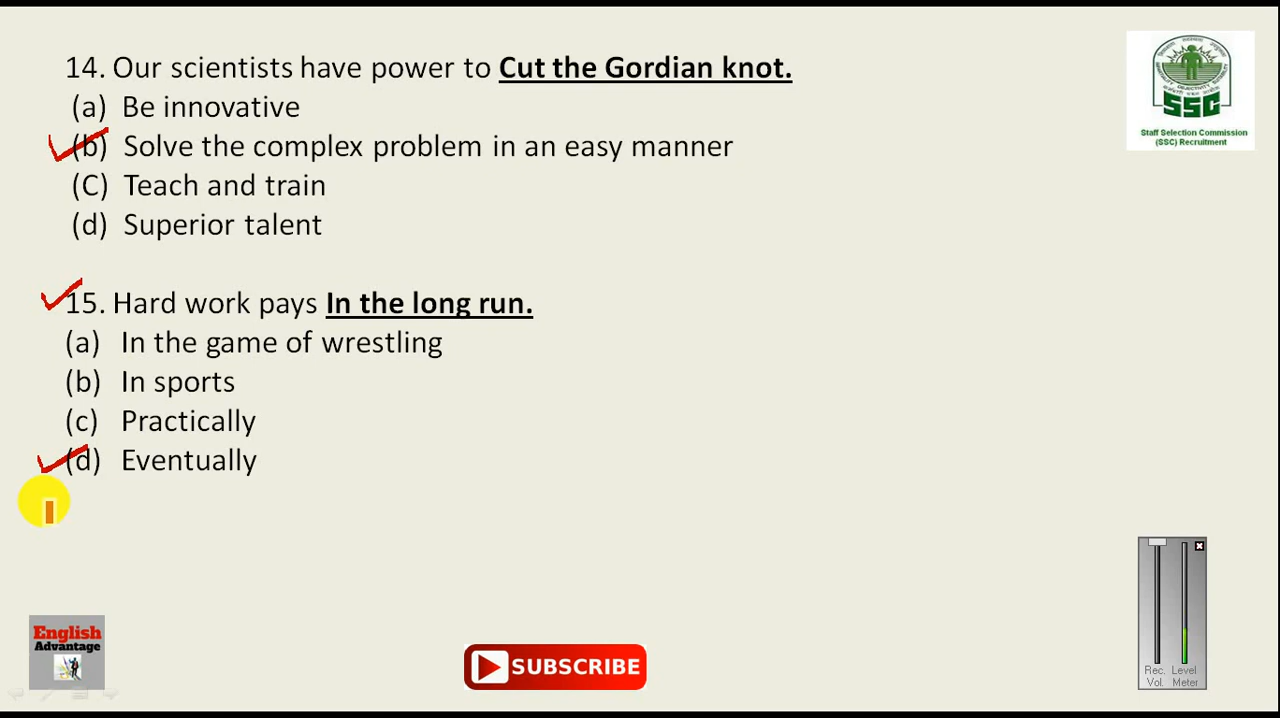 14. Our scientists have power to Cut the Gordian knot.
(a) Be innovative
(b) Solve the complex problem in an easy manner
(C) Teach and train
(d) Superior talent
15. Hard work pays In the long run.
(a) In the game of wrestling
(b) In sports
(c) Practically
(d) Eventually
SSC
Staff Selection Commission
(SSC) Recruitment
English
Advantage
SUBSCRIBE
Rec. Level
Vol. Meter